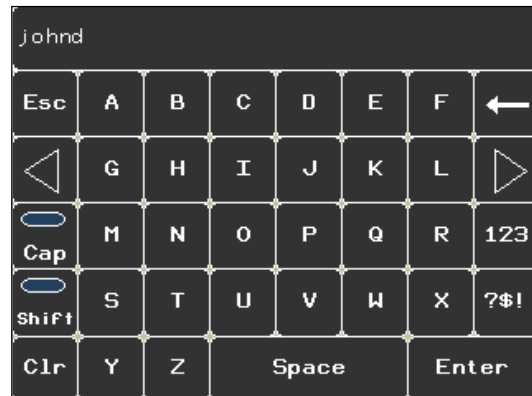 johnd
Esc A B C D E F
G H I J K L
Cap M N O P Q R 123
Shift S T U V W X ?$!
Clr Y Z Space Enter